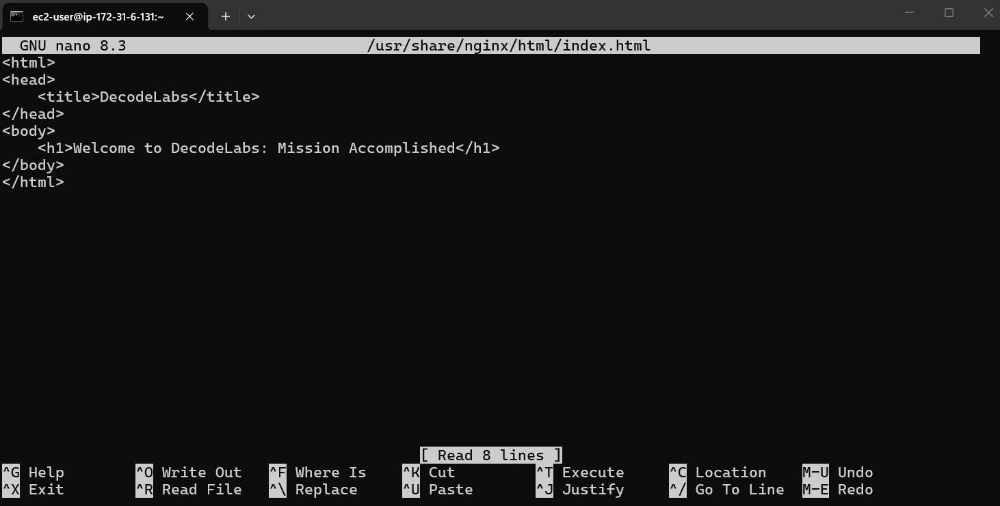 ec2-user@ip-172-31-6-131:~
GNU nano 8.3 /usr/share/nginx/html/index.html
<html>
<head>
    <title>DecodeLabs</title>
</head>
<body>
    <h1>Welcome to DecodeLabs: Mission Accomplished</h1>
</body>
</html>
[ Read 8 lines ]
^G Help ^O Write Out ^F Where Is ^K Cut ^T Execute ^C Location M-U Undo
^X Exit ^R Read File ^\ Replace ^U Paste ^J Justify ^/ Go To Line M-E Redo